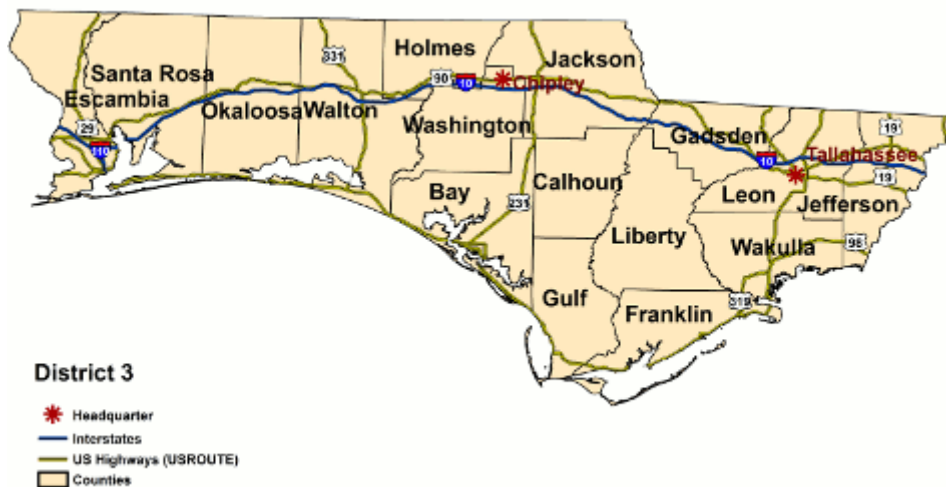 Holmes
Jackson
331
90
10
Chipley
Santa Rosa
Escambia
Okaloosa
Walton
Washington
29
110
Gadsden
19
10
Tallahassee
Bay
231
Calhoun
Leon
19
Jefferson
Liberty
Wakulla
98
Gulf
Franklin
319
District 3
Headquarter
Interstates
US Highways (USROUTE)
Counties